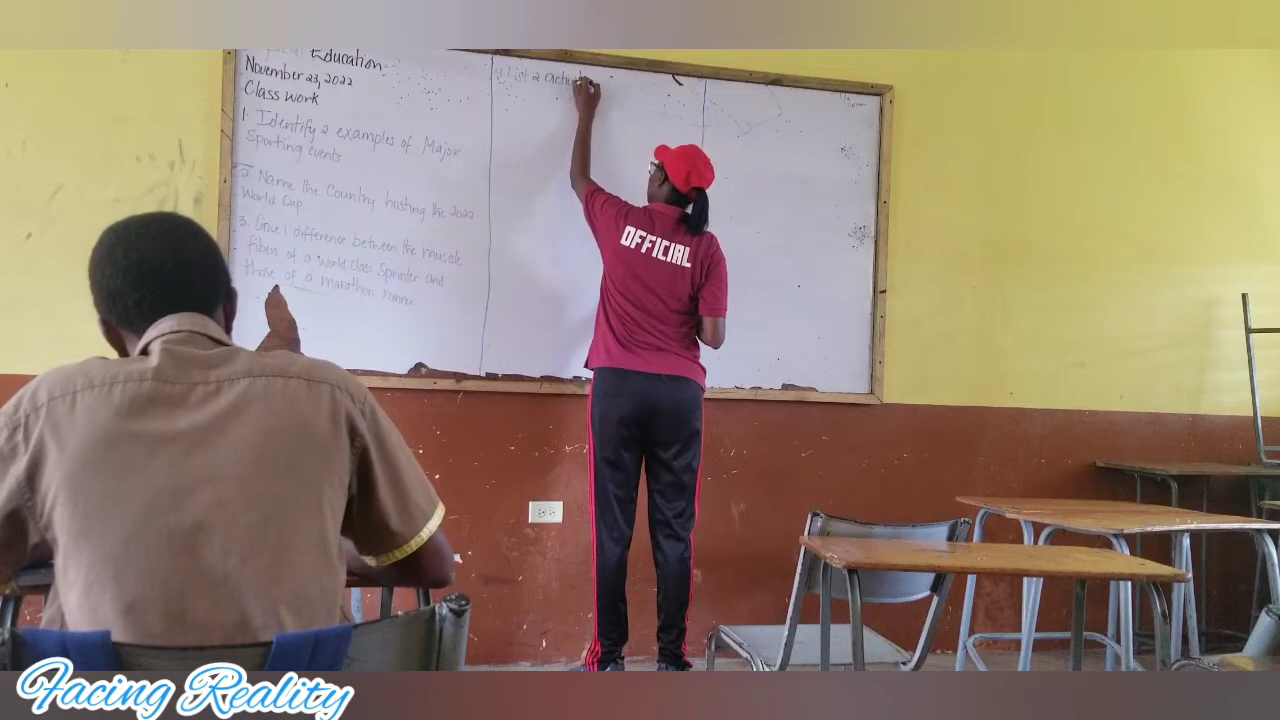 Education
November 23, 2022
Class work
1. Identify 2 examples of Major
sporting events
2. Name the Country hosting the 2022
World Cup
3. Give 1 difference between the muscle
fibers of a World Class Sprinter and
those of a Marathon runner.
List 2
OFFICIAL
Facing Reality